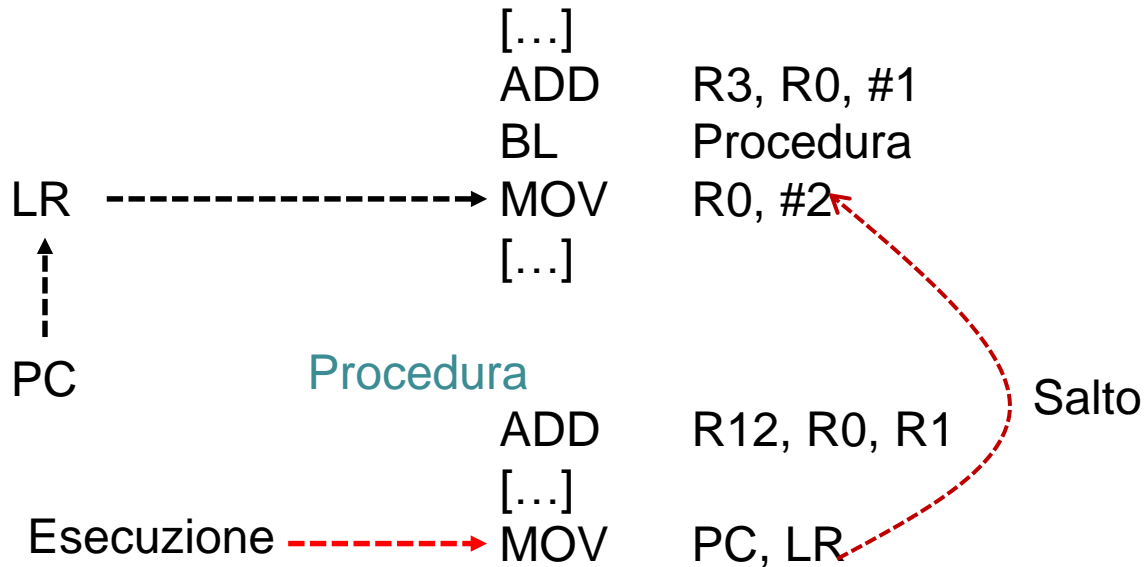 […]
ADD R3, R0, #1
BL Procedura
LR MOV R0, #2
[…]
PC Procedura
Salto
ADD R12, R0, R1
[…]
Esecuzione MOV PC, LR